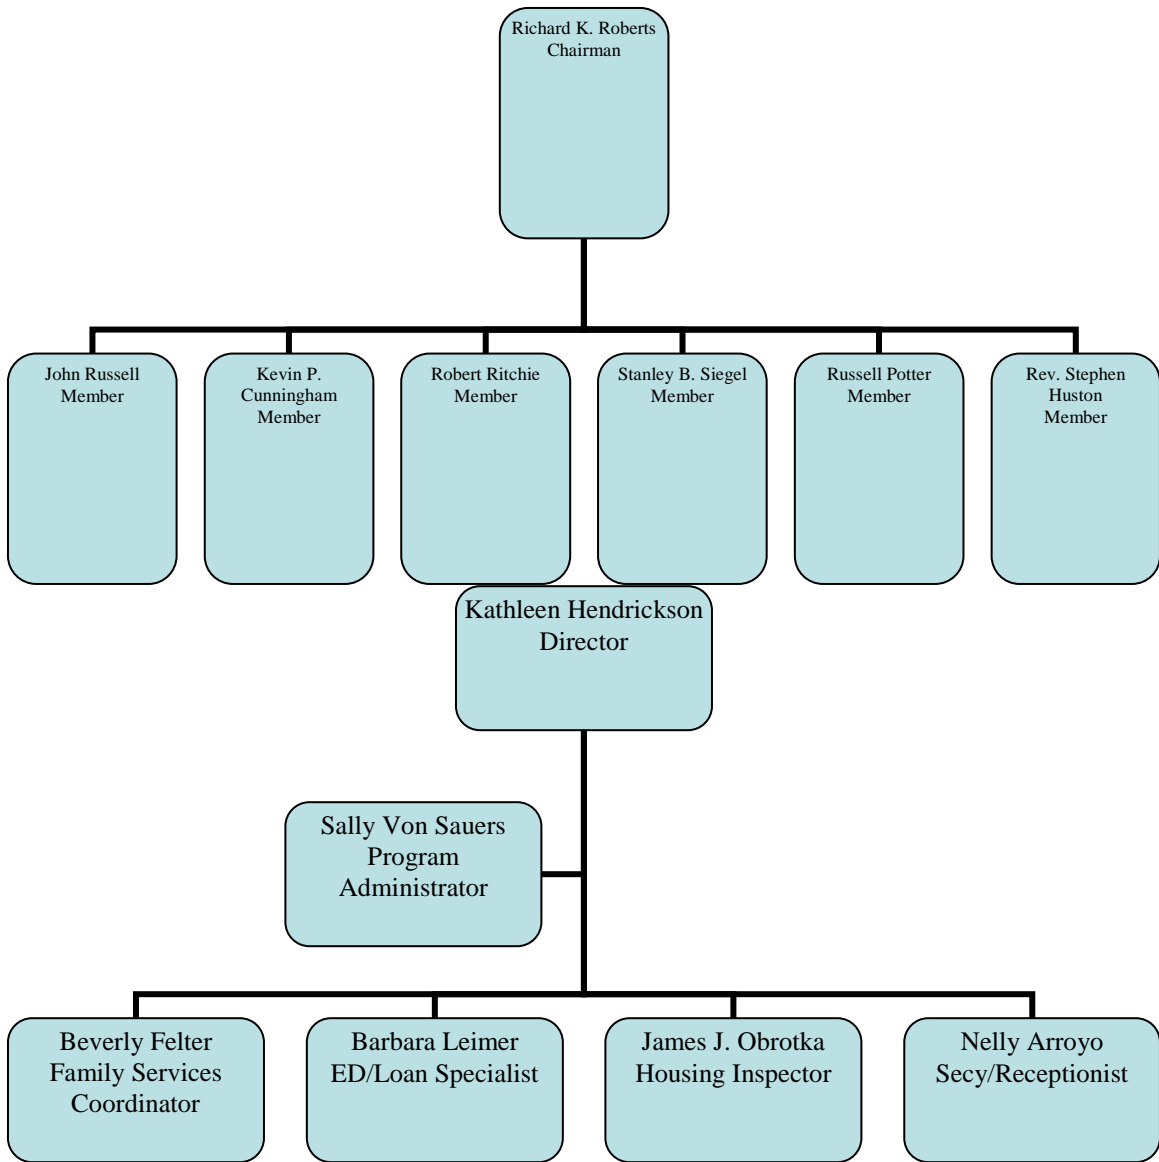 Richard K. Roberts
Chairman
John Russell
Member
Kevin P.
Cunningham
Member
Robert Ritchie
Member
Stanley B. Siegel
Member
Russell Potter
Member
Rev. Stephen
Huston
Member
Kathleen Hendrickson
Director
Sally Von Sauers
Program
Administrator
Beverly Felter
Family Services
Coordinator
Barbara Leimer
ED/Loan Specialist
James J. Obrotka
Housing Inspector
Nelly Arroyo
Secy/Receptionist